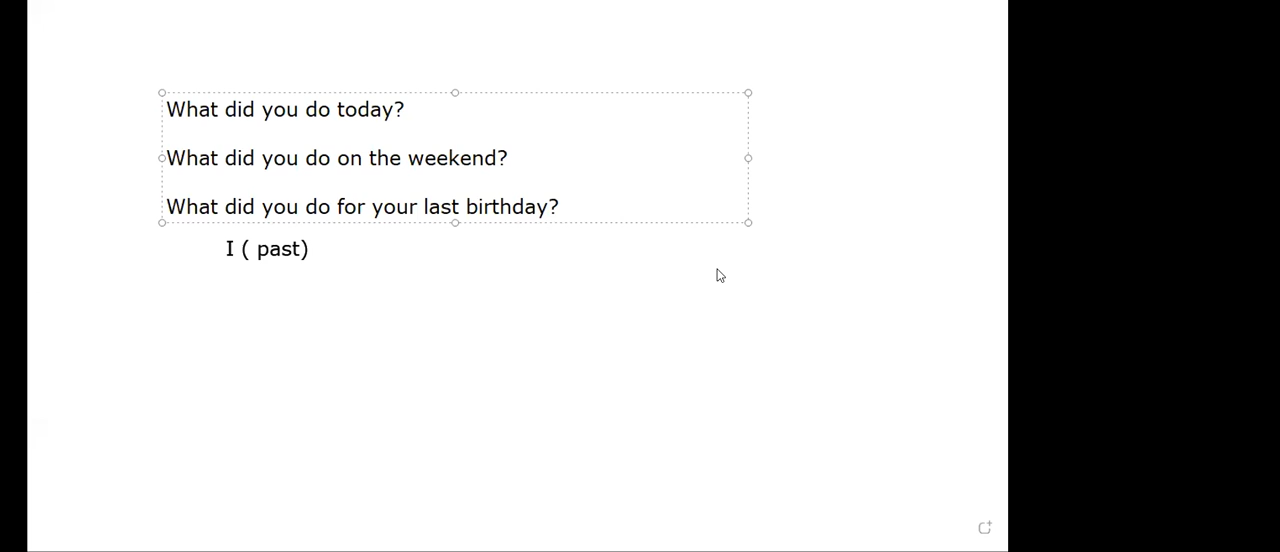 What did you do today?
What did you do on the weekend?
What did you do for your last birthday?
I ( past)